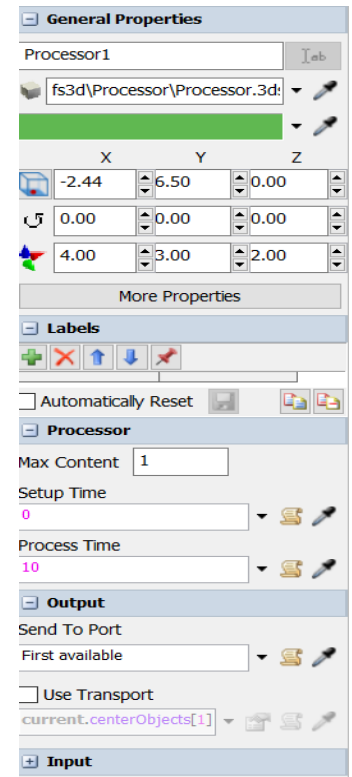 General Properties
Processor1
fs3d\Processor\Processor.3ds
X Y Z
-2.44 6.50 0.00
0.00 0.00 0.00
4.00 3.00 2.00
More Properties
Labels
Automatically Reset
Processor
Max Content 1
Setup Time
0
Process Time
10
Output
Send To Port
First available
Use Transport
current.centerObjects[1]
Input